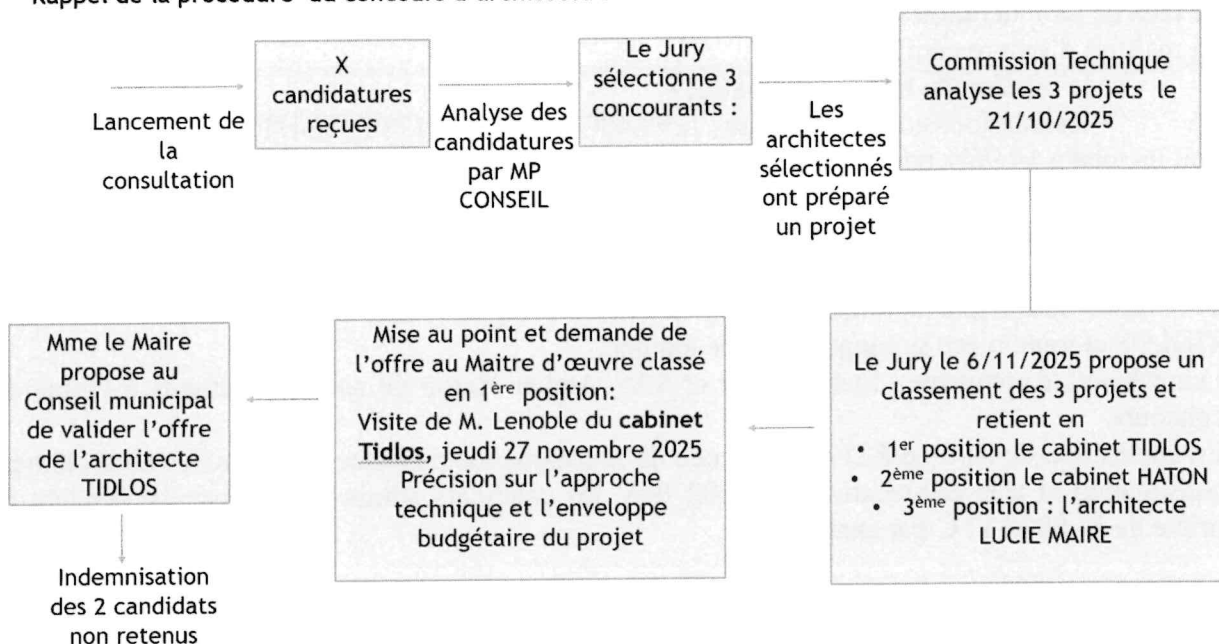 Lancement de
la
consultation
X
candidatures
reçues
Analyse des
candidatures
par MP
CONSEIL
Le Jury
sélectionne 3
concourants :
Les
architectes
sélectionnés
ont préparé
un projet
Commission Technique
analyse les 3 projets le
21/10/2025
Le Jury le 6/11/2025 propose un
classement des 3 projets et
retient en
• 1er position le cabinet TIDLOS
• 2ème position le cabinet HATON
• 3ème position : l'architecte
LUCIE MAIRE
Mise au point et demande de
l'offre au Maitre d'œuvre classé
en 1ère position:
Visite de M. Lenoble du cabinet
Tidlos, jeudi 27 novembre 2025
Précision sur l'approche
technique et l'enveloppe
budgétaire du projet
Mme le Maire
propose au
Conseil municipal
de valider l'offre
de l'architecte
TIDLOS
Indemnisation
des 2 candidats
non retenus